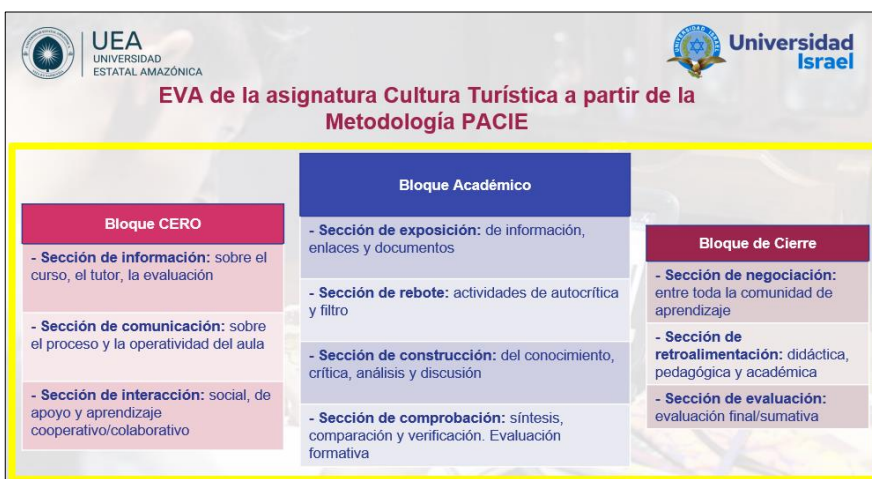 UEA
UNIVERSIDAD
ESTATAL AMAZÓNICA
Universidad
Israel
EVA de la asignatura Cultura Turística a partir de la
Metodología PACIE
Bloque CERO
- Sección de información: sobre el
curso, el tutor, la evaluación
- Sección de comunicación: sobre
el proceso y la operatividad del aula
- Sección de interacción: social, de
apoyo y aprendizaje
cooperativo/colaborativo
Bloque Académico
- Sección de exposición: de información,
enlaces y documentos
- Sección de rebote: actividades de autocrítica
y filtro
- Sección de construcción: del conocimiento,
crítica, análisis y discusión
- Sección de comprobación: síntesis,
comparación y verificación. Evaluación
formativa
Bloque de Cierre
- Sección de negociación:
entre toda la comunidad de
aprendizaje
- Sección de
retroalimentación: didáctica,
pedagógica y académica
- Sección de evaluación:
evaluación final/sumativa